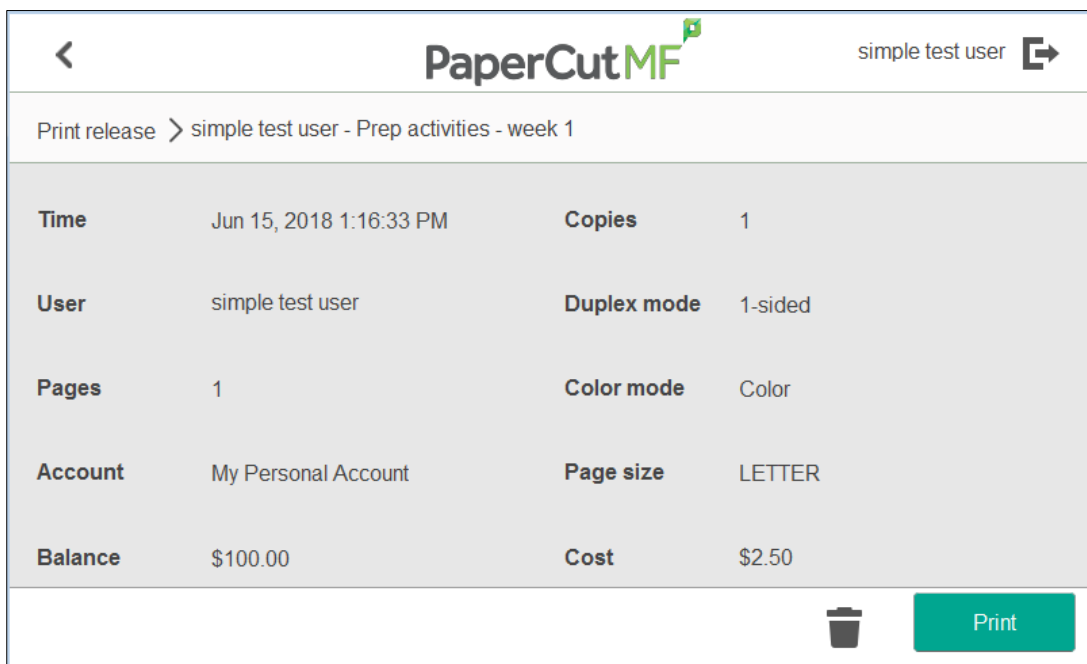 PaperCutMF
simple test user
Print release > simple test user - Prep activities - week 1
Time Jun 15, 2018 1:16:33 PM Copies 1
User simple test user Duplex mode 1-sided
Pages 1 Color mode Color
Account My Personal Account Page size LETTER
Balance $100.00 Cost $2.50
Print